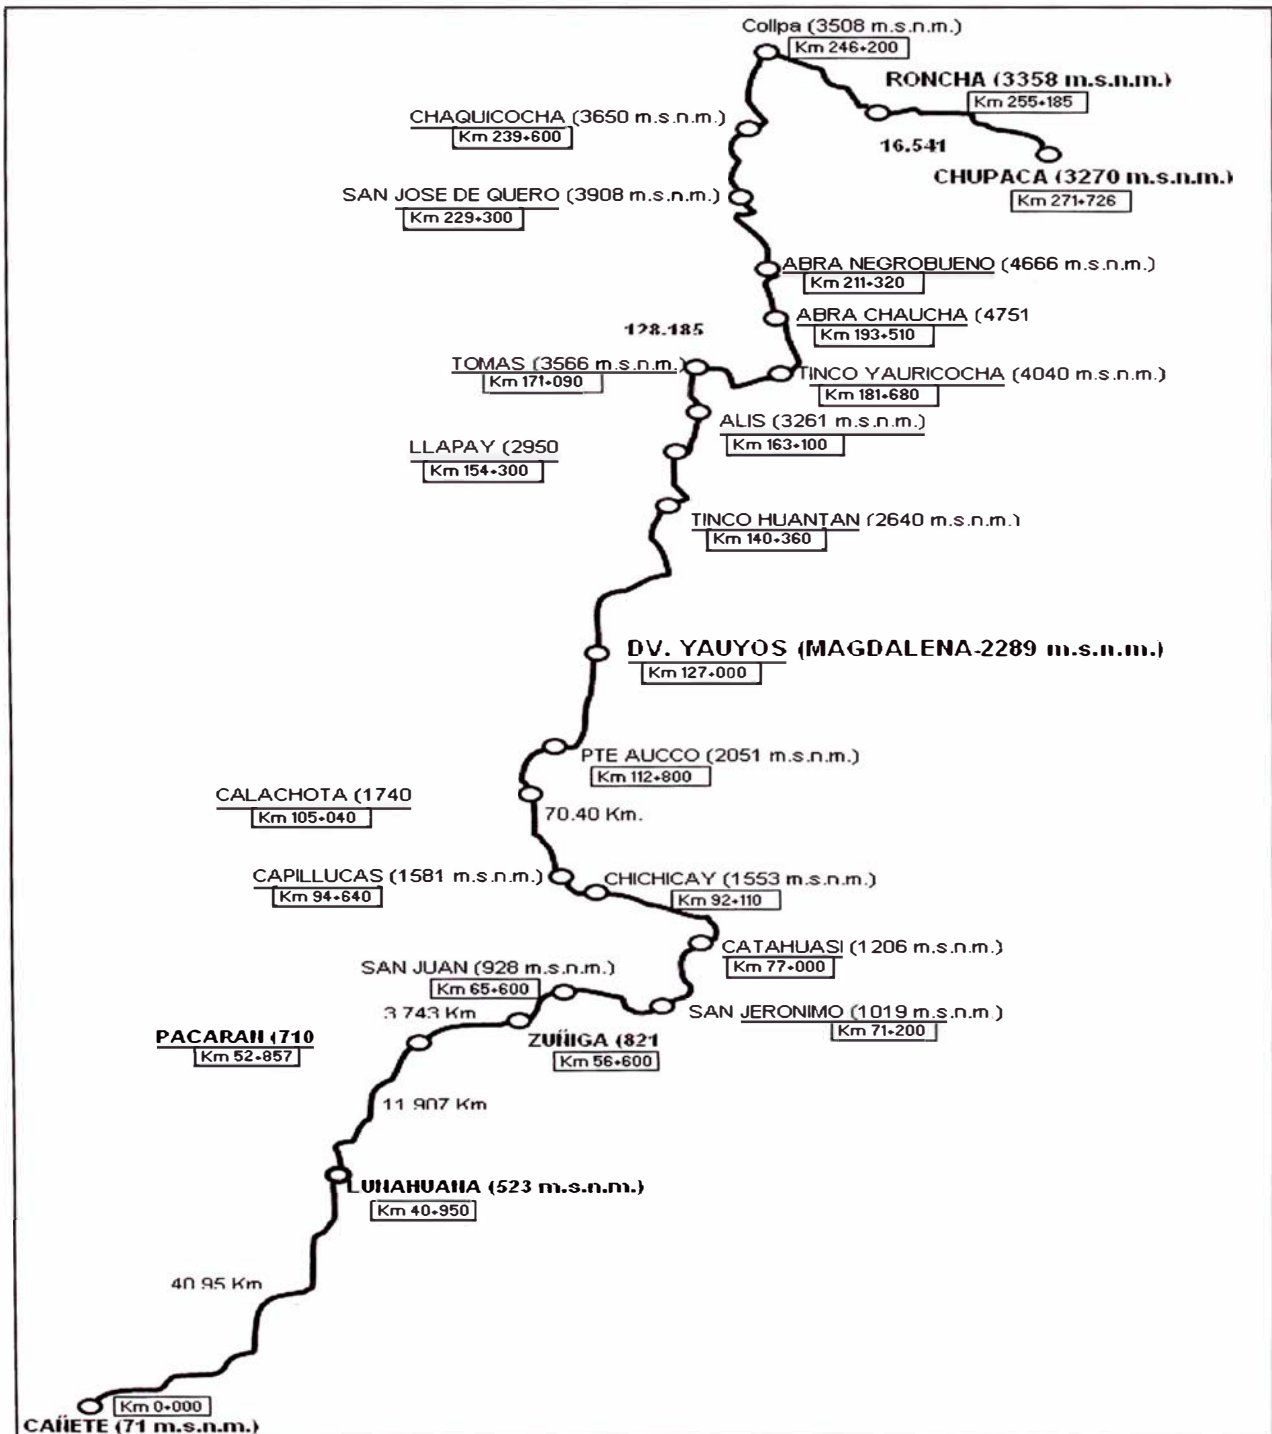 Collpa (3508 m.s.n.m.)
Km 246+200
RONCHA (3358 m.s.n.m.)
Km 255+185
CHAQUICOCHA (3650 m.s.n.m.)
Km 239+600
16.541
CHUPACA (3270 m.s.n.m.)
Km 271+726
SAN JOSE DE QUERO (3908 m.s.n.m.)
Km 229+300
ABRA NEGROBUENO (4666 m.s.n.m.)
Km 211+320
ABRA CHAUCHA (4751
Km 193+510
128.185
TOMAS (3566 m.s.n.m.)
Km 171+090
TINCO YAURICOCHA (4040 m.s.n.m.)
Km 181+680
ALIS (3261 m.s.n.m.)
Km 163+100
LLAPAY (2950
Km 154+300
TINCO HUANTAN (2640 m.s.n.m.)
Km 140+360
DV. YAUYOS (MAGDALENA-2289 m.s.n.m.)
Km 127+000
PTE AUCCO (2051 m.s.n.m.)
Km 112+800
CALACHOTA (1740
Km 105+040
70.40 Km.
CAPILLUCAS (1581 m.s.n.m.)
Km 94+640
CHICHICAY (1553 m.s.n.m.)
Km 92+110
CATAHUASI (1206 m.s.n.m.)
Km 77+000
SAN JUAN (928 m.s.n.m.)
Km 65+600
SAN JERONIMO (1019 m.s.n.m.)
Km 71+200
3.743 Km
PACARAN (710
Km 52+857
ZUÑIGA (821
Km 56+600
11.907 Km
LUNAHUANA (523 m.s.n.m.)
Km 40+950
40.95 Km
Km 0+000
CAÑETE (71 m.s.n.m.)